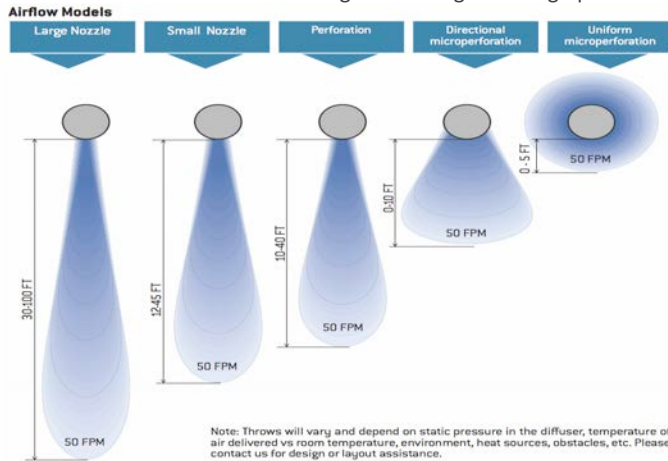 Airflow Models
Large Nozzle
Small Nozzle
Perforation
Directional
microperforation
Uniform
microperforation
30-100 FT
50 FPM
12-45 FT
50 FPM
10-40 FT
50 FPM
0-10 FT
50 FPM
0 - 5 FT
50 FPM
Note: Throws will vary and depend on static pressure in the diffuser, temperature of
air delivered vs room temperature, environment, heat sources, obstacles, etc. Please
contact us for design or layout assistance.